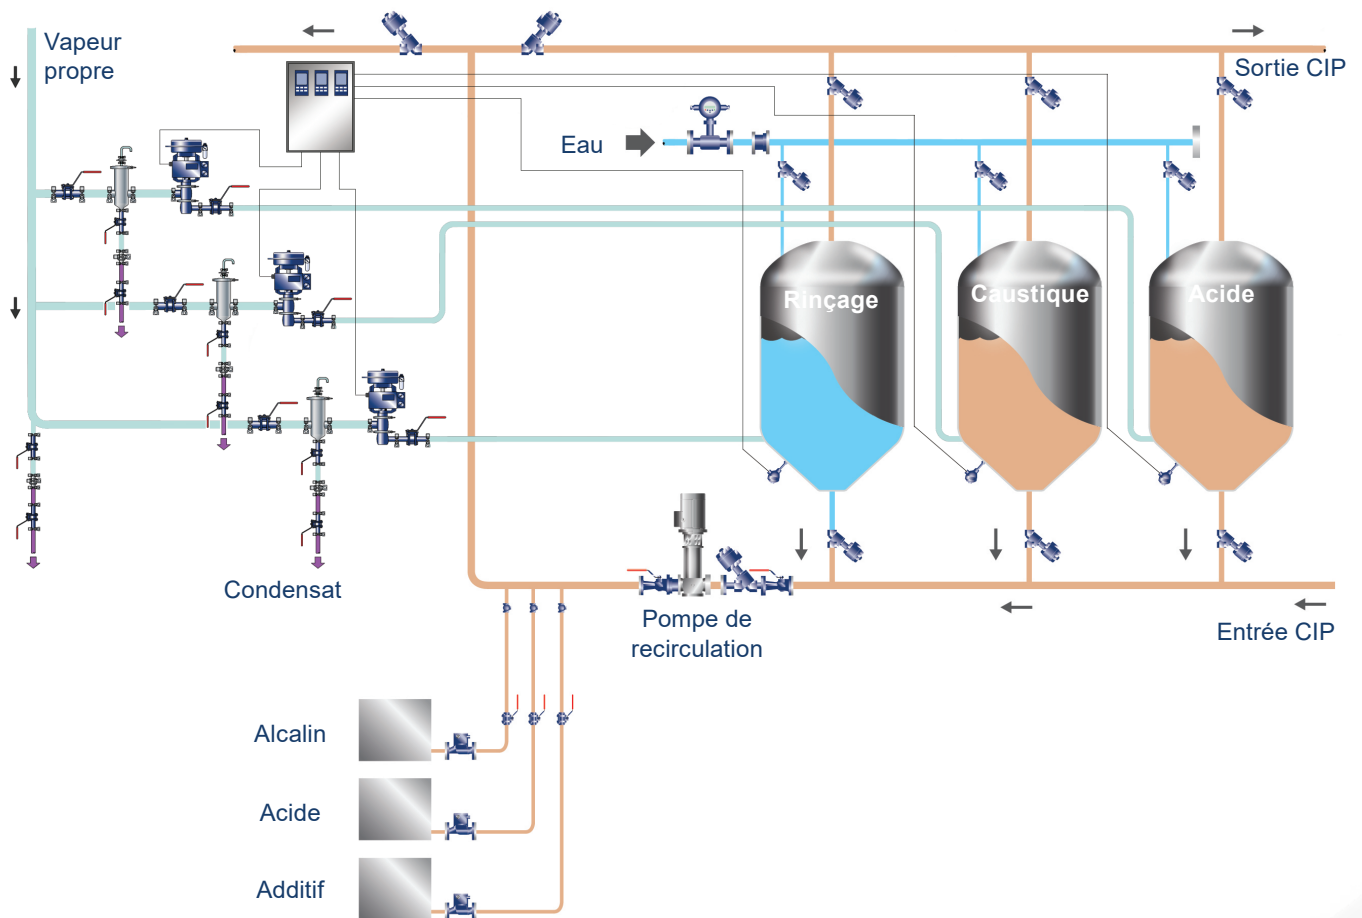 Vapeur
propre
Sortie CIP
Eau
Rinçage
Caustique
Acide
Condensat
Pompe de
recirculation
Entrée CIP
Alcalin
Acide
Additif